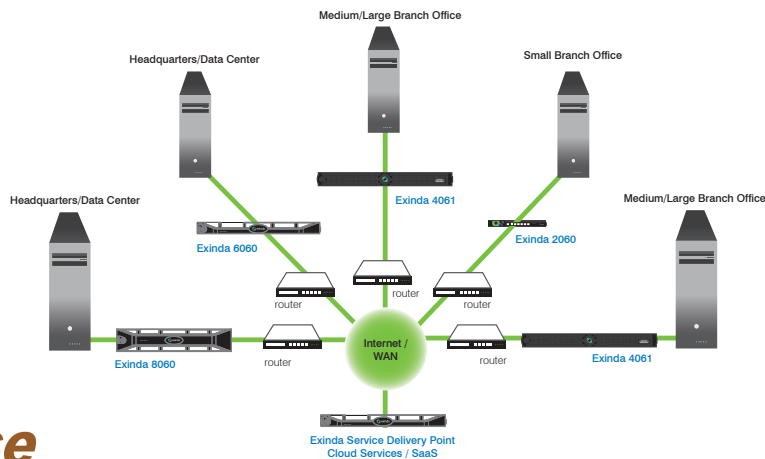 Medium/Large Branch Office
Headquarters/Data Center
Small Branch Office
Exinda 4061
Headquarters/Data Center
Medium/Large Branch Office
Exinda 6060
Exinda 2060
router
router
router
Internet /
WAN
Exinda 8060
router
router
Exinda 4061
Exinda Service Delivery Point
Cloud Services / SaaS